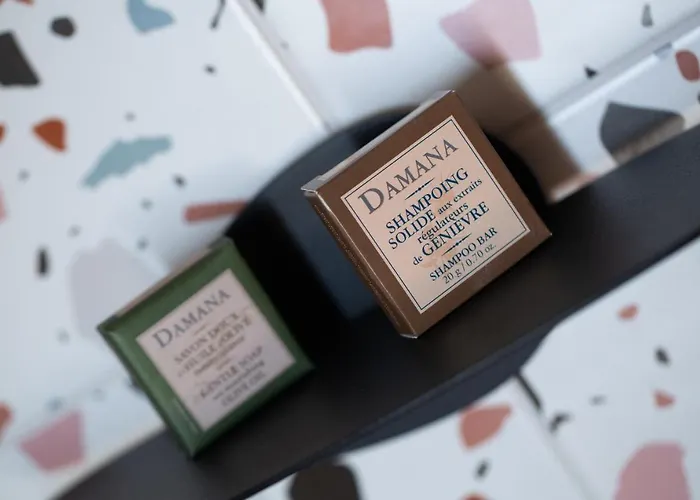 DAMANA
SHAMPOING
SOLIDE aux extraits
régulateurs
de GENIÈVRE
SHAMPOO BAR
20 g / 0.70 oz.
DAMANA
SAVON DOUX
à l'HUILE d'OLIVE
GENTLE SOAP
OLIVE OIL